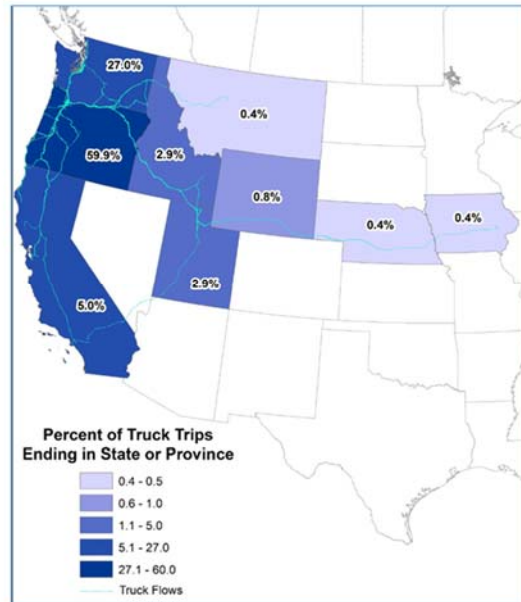 27.0%
0.4%
59.9%
2.9%
0.8%
0.4%
0.4%
2.9%
5.0%
Percent of Truck Trips
Ending in State or Province
0.4 - 0.5
0.6 - 1.0
1.1 - 5.0
5.1 - 27.0
27.1 - 60.0
Truck Flows